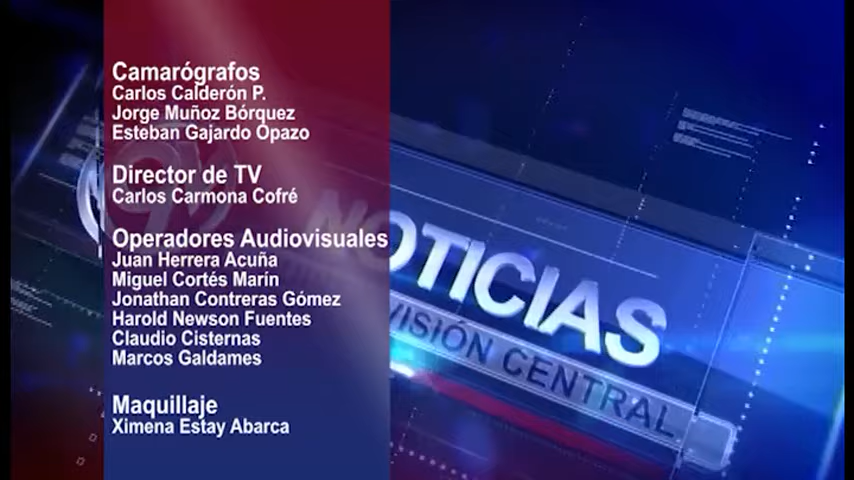 Camarógrafos
Carlos Calderón P.
Jorge Muñoz Bórquez
Esteban Gajardo Opazo
Director de TV
Carlos Carmona Cofré
Operadores Audiovisuales
Juan Herrera Acuña
Miguel Cortés Marín
Jonathan Contreras Gómez
Harold Newson Fuentes
Claudio Cisternas
Marcos Galdames
Maquillaje
Ximena Estay Abarca
NOTICIAS
VISIÓN CENTRAL